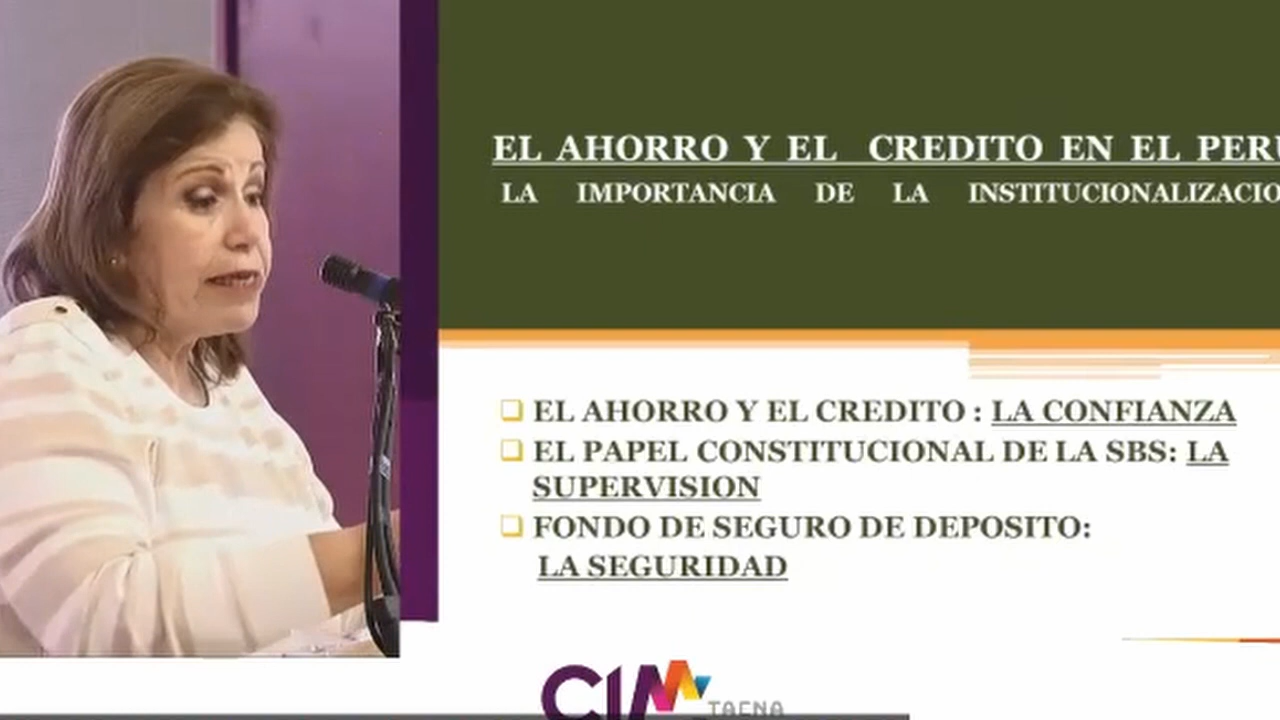 EL AHORRO Y EL CREDITO EN EL PERU
LA IMPORTANCIA DE LA INSTITUCIONALIZACIO
❑ EL AHORRO Y EL CREDITO : LA CONFIANZA
❑ EL PAPEL CONSTITUCIONAL DE LA SBS: LA
SUPERVISION
❑ FONDO DE SEGURO DE DEPOSITO:
LA SEGURIDAD
CIM
TACNA